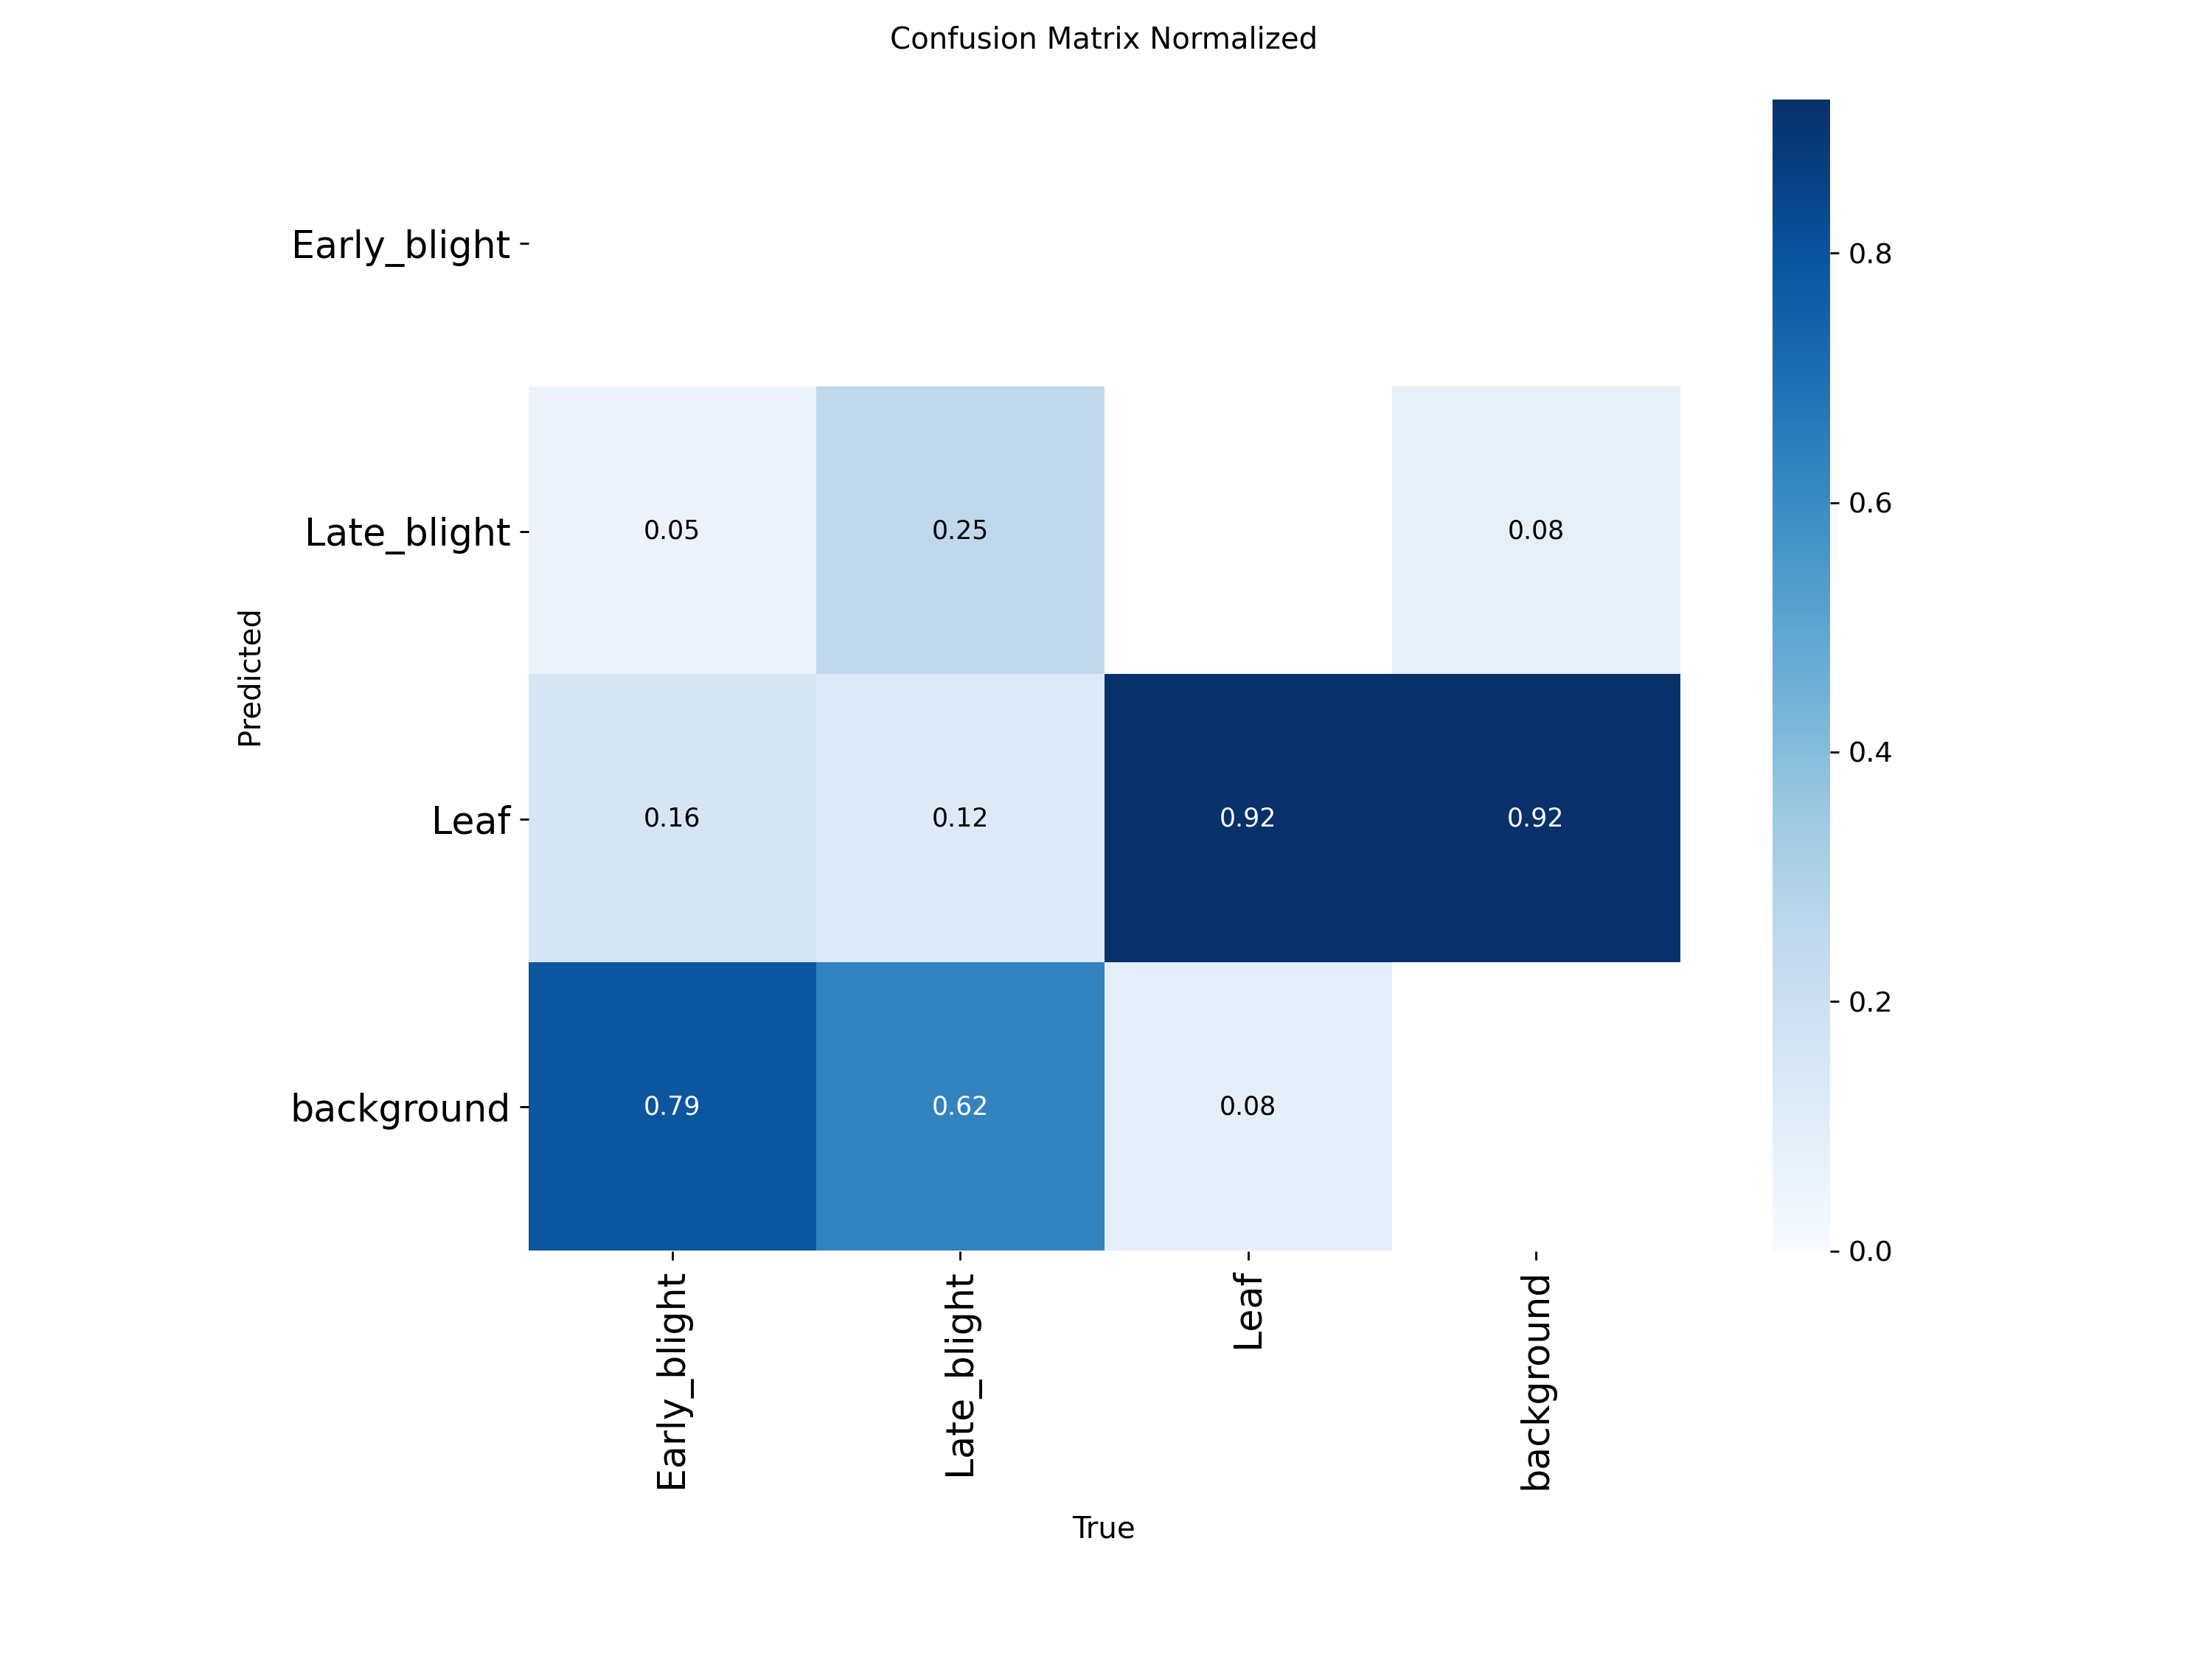 Confusion Matrix Normalized
Early_blight
Late_blight
Leaf
background
Predicted
0.05 0.25 0.08
0.16 0.12 0.92 0.92
0.79 0.62 0.08
Early_blight
Late_blight
Leaf
background
True
0.8
0.6
0.4
0.2
0.0